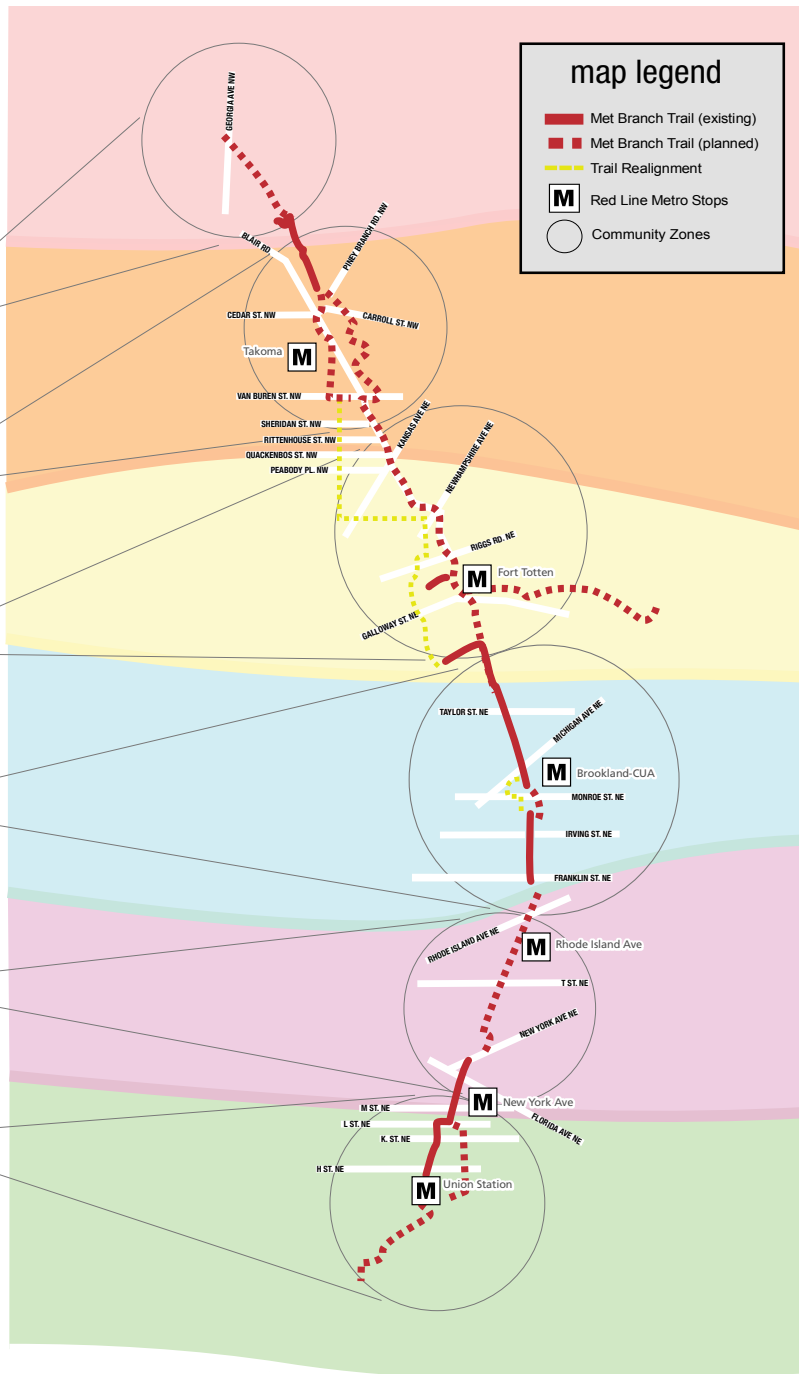 map legend
Met Branch Trail (existing)
Met Branch Trail (planned)
Trail Realignment
M Red Line Metro Stops
Community Zones
GEORGIA AVE NW
BLAIR RD
PINEY BRANCH RD. NW
CEDAR ST. NW
CARROLL ST. NW
Takoma M
VAN BUREN ST. NW
SHERIDAN ST. NW
KANSAS AVE NE
RITTENHOUSE ST. NW
QUACKENBOS ST. NW
PEABODY PL. NW
NEWHAMPSHIRE AVE NE
RIGGS RD. NE
M Fort Totten
GALLOWAY ST. NE
TAYLOR ST. NE
MICHIGAN AVE NE
M Brookland-CUA
MONROE ST. NE
IRVING ST. NE
FRANKLIN ST. NE
RHODE ISLAND AVE NE
M Rhode Island Ave
T ST. NE
NEW YORK AVE NE
M New York Ave
M ST. NE
L ST. NE
FLORIDA AVE NE
K. ST. NE
H ST. NE
M Union Station